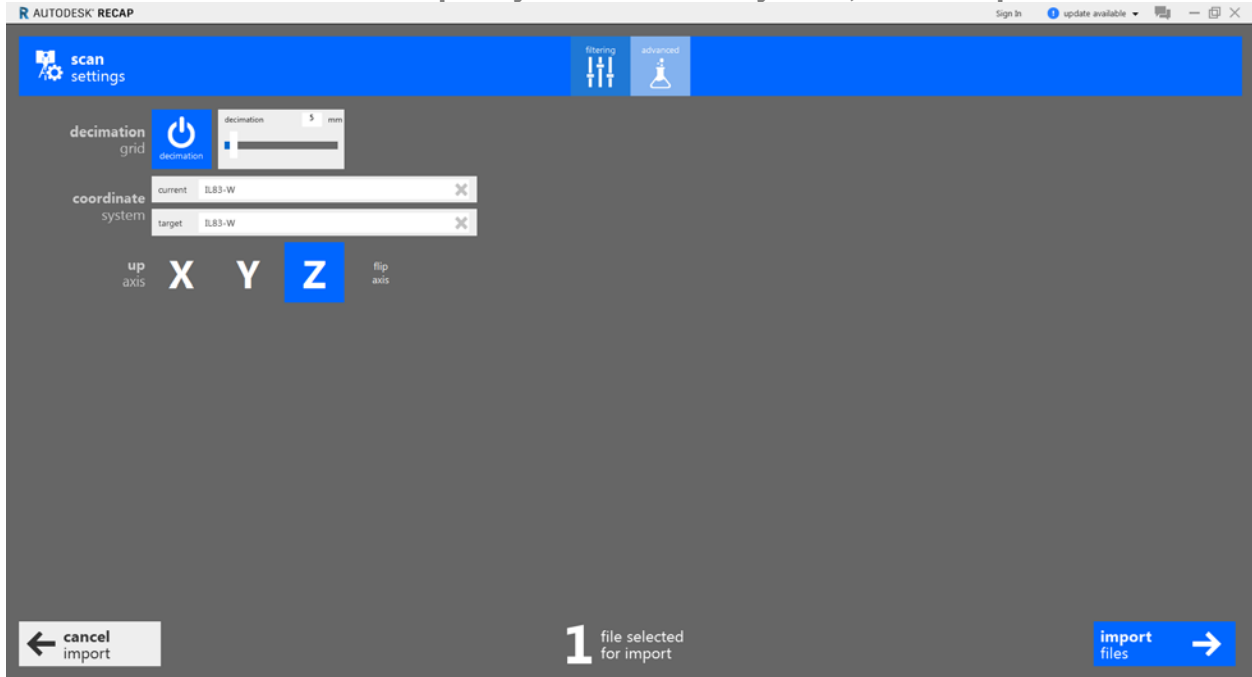 AUTODESK' RECAP
Sign In
update available
scan
settings
filtering
advanced
decimation
grid
decimation
decimation 5 mm
coordinate
system
current IL83-W
target IL83-W
up
axis
X Y Z
flip
axis
cancel
import
1 file selected
for import
import
files